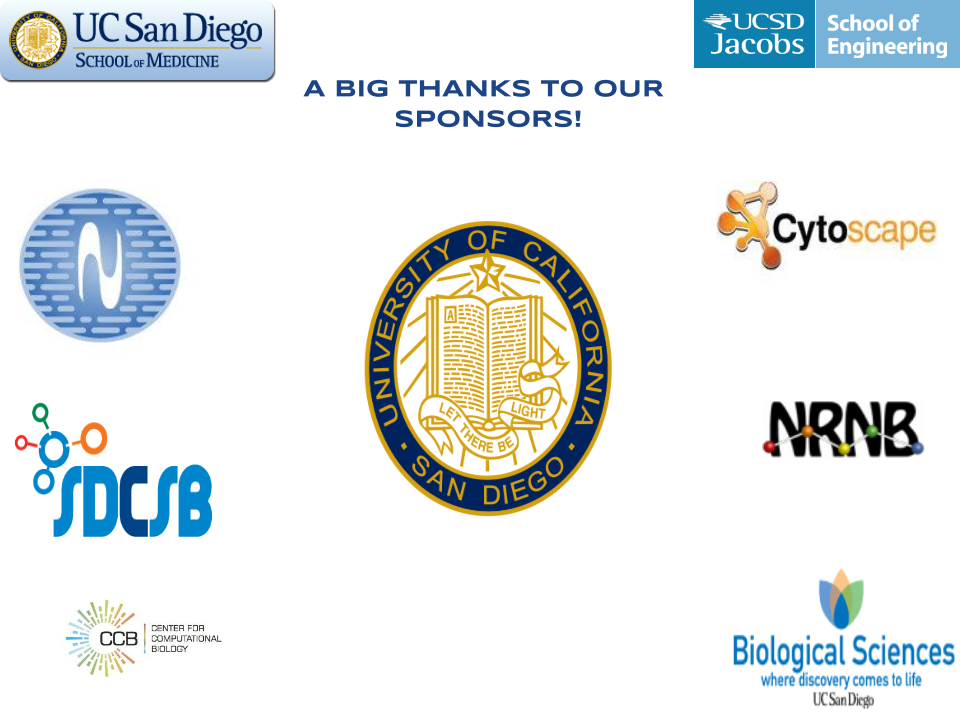 UC San Diego
SCHOOL OF MEDICINE
UCSD
Jacobs
School of
Engineering
A BIG THANKS TO OUR
SPONSORS!
Cytoscape
UNIVERSITY OF CALIFORNIA
A
LET THERE BE LIGHT
SAN DIEGO
SDCSB
NRNB
CCB
CENTER FOR
COMPUTATIONAL
BIOLOGY
Biological Sciences
where discovery comes to life
UC San Diego